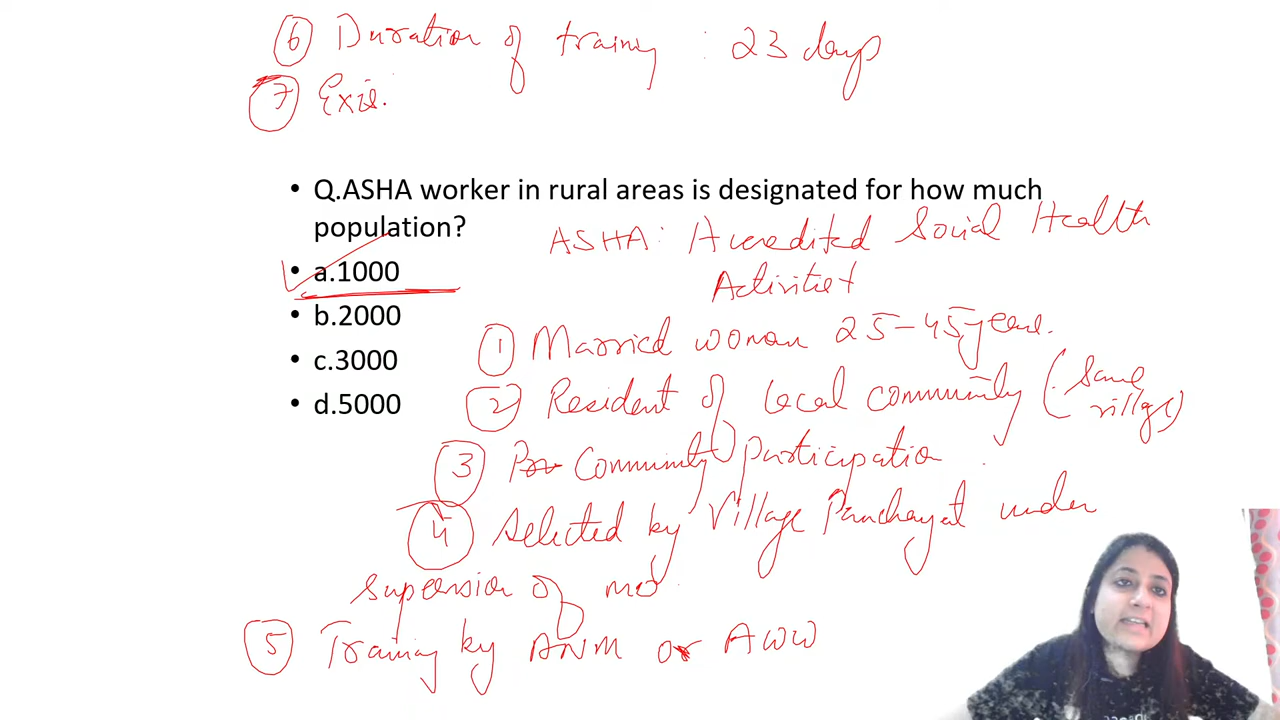 6 Duration of training : 23 days
7 Exis.
• Q.ASHA worker in rural areas is designated for how much
population?
ASHA: Accredited Social Health
Activities
• a.1000
• b.2000
• c.3000
• d.5000
1 Married woman 25-45 years.
2 Resident of local community (same
village)
3 Community Participation
4 Selected by Village Panchayat under
supervision of mo
5 Training by ANM or AWW